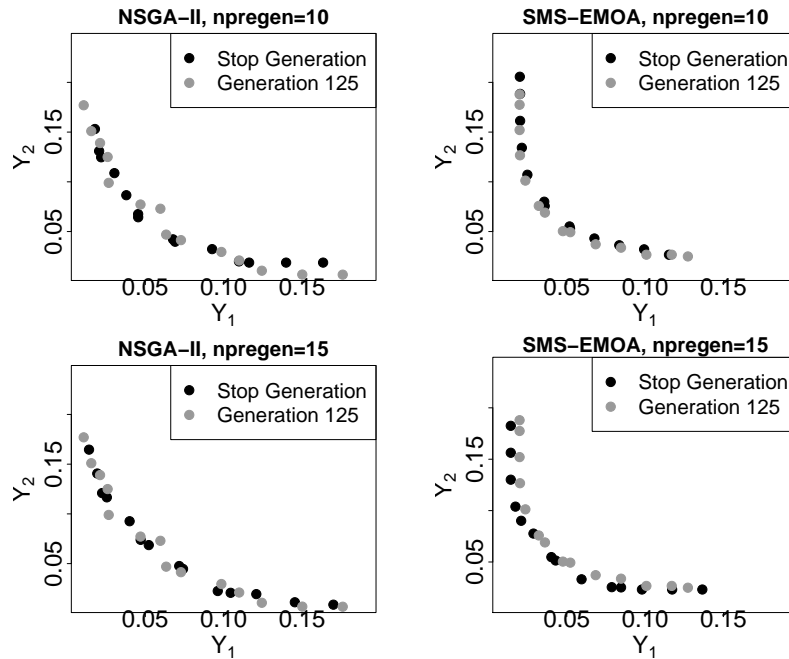 NSGA−II, npregen=10
Stop Generation
Generation 125
0.15
0.05
Y2
0.05
0.10
0.15
Y1
SMS−EMOA, npregen=10
Stop Generation
Generation 125
0.15
0.05
Y2
0.05
0.10
0.15
Y1
NSGA−II, npregen=15
Stop Generation
Generation 125
0.15
0.05
Y2
0.05
0.10
0.15
Y1
SMS−EMOA, npregen=15
Stop Generation
Generation 125
0.15
0.05
Y2
0.05
0.10
0.15
Y1